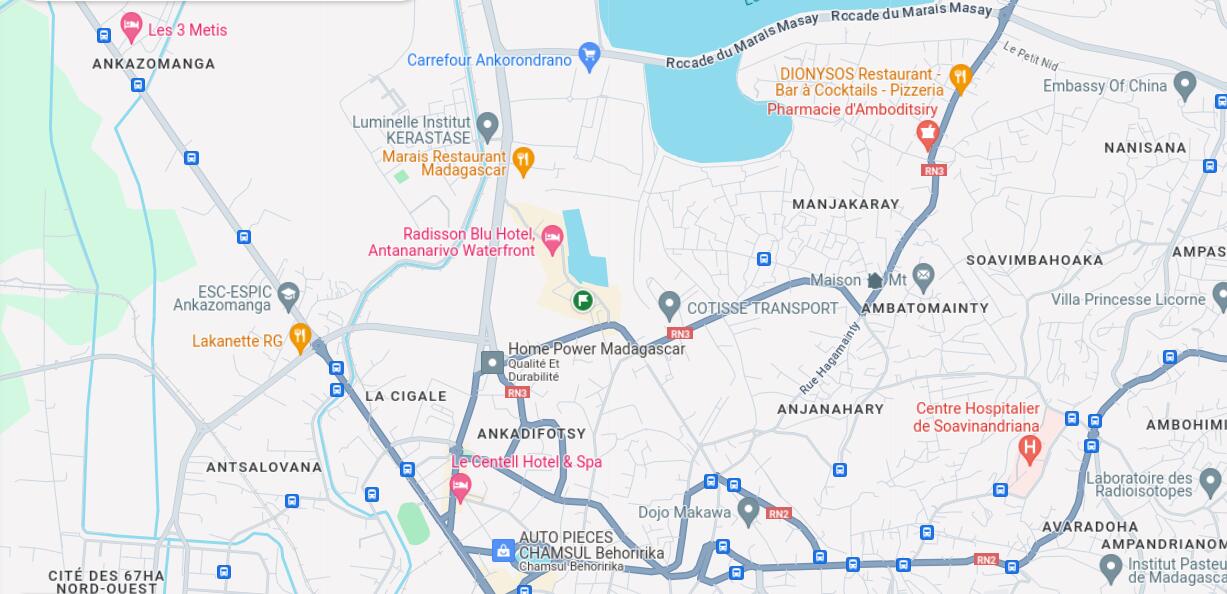 Rocade du Marais Masay
Rocade du Marais Masay
Les 3 Metis
ANKAZOMANGA
Carrefour Ankorondrano
Le Petit Nid
DIONYSOS Restaurant -
Bar à Cocktails - Pizzeria
Embassy Of China
Pharmacie d'Amboditsiry
Luminelle Institut
KERASTASE
Marais Restaurant
Madagascar
NANISANA
RN3
MANJAKARAY
Radisson Blu Hotel,
Antananarivo Waterfront
SOAVIMBAHOAKA
AMPAS
Maison
Mt
ESC-ESPIC
Ankazomanga
COTISSE TRANSPORT
AMBATOMAINTY
Villa Princesse Licorne
RN3
Lakanette RG
Home Power Madagascar
Qualité Et
Durabilité
Rue Hagamainty
RN3
LA CIGALE
ANJANAHARY
Centre Hospitalier
de Soavinandriana
AMBOHIMI
ANKADIFOTSY
ANTSALOVANA
Le Centell Hotel & Spa
Laboratoire des
Radioisotopes
Dojo Makawa
RN2
AVARADOHA
AUTO PIECES
CHAMSUL Behoririka
Chamsul Behoririka
AMPANDRIANOM
RN2
CITÉ DES 67HA
NORD-OUEST
Institut Pasteu
de Madagasca